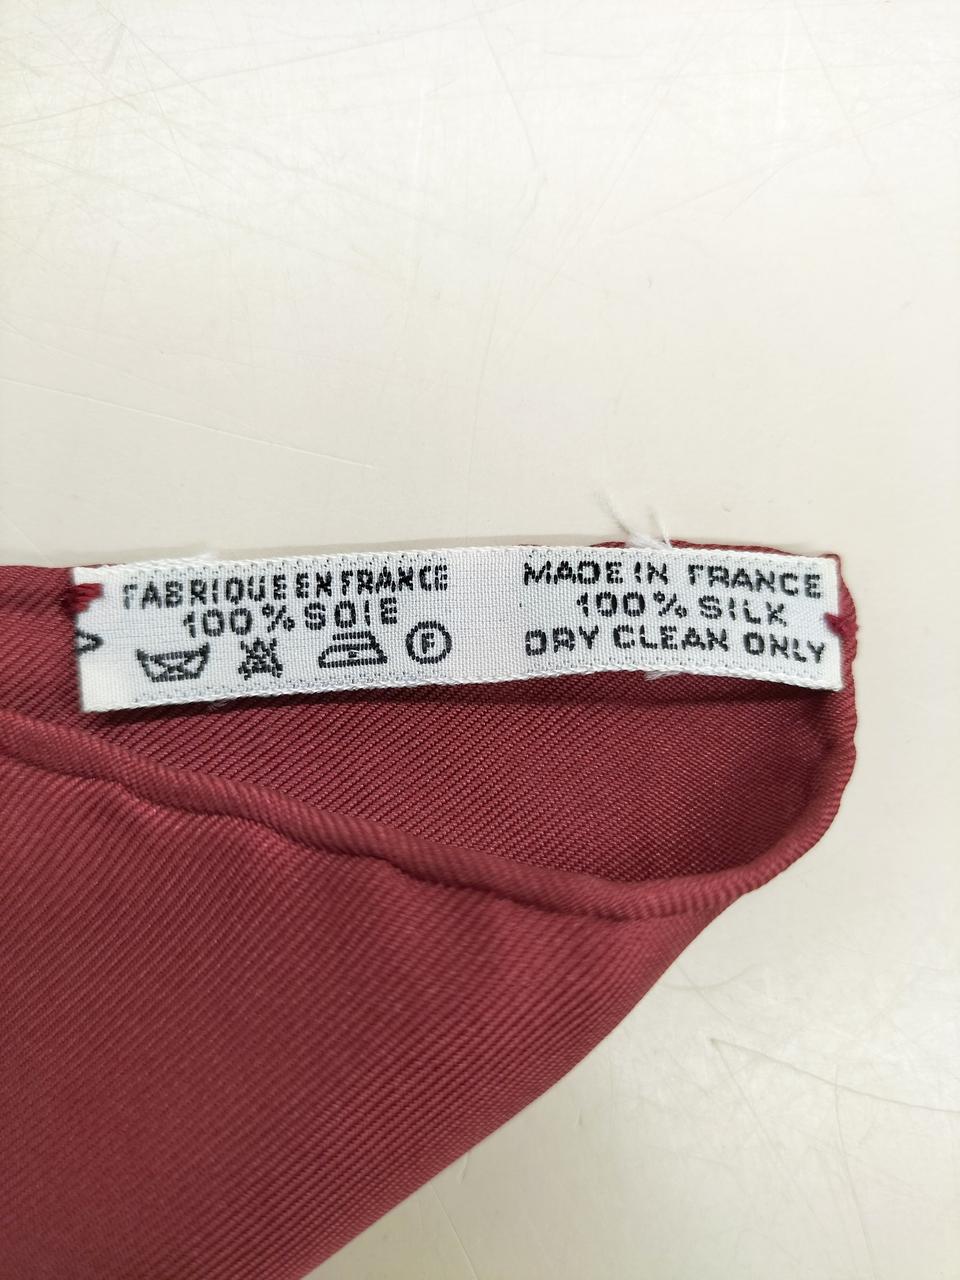 FABRIQUE EN FRANCE
100% SOIE
F
MADE IN FRANCE
100% SILK
DRY CLEAN ONLY